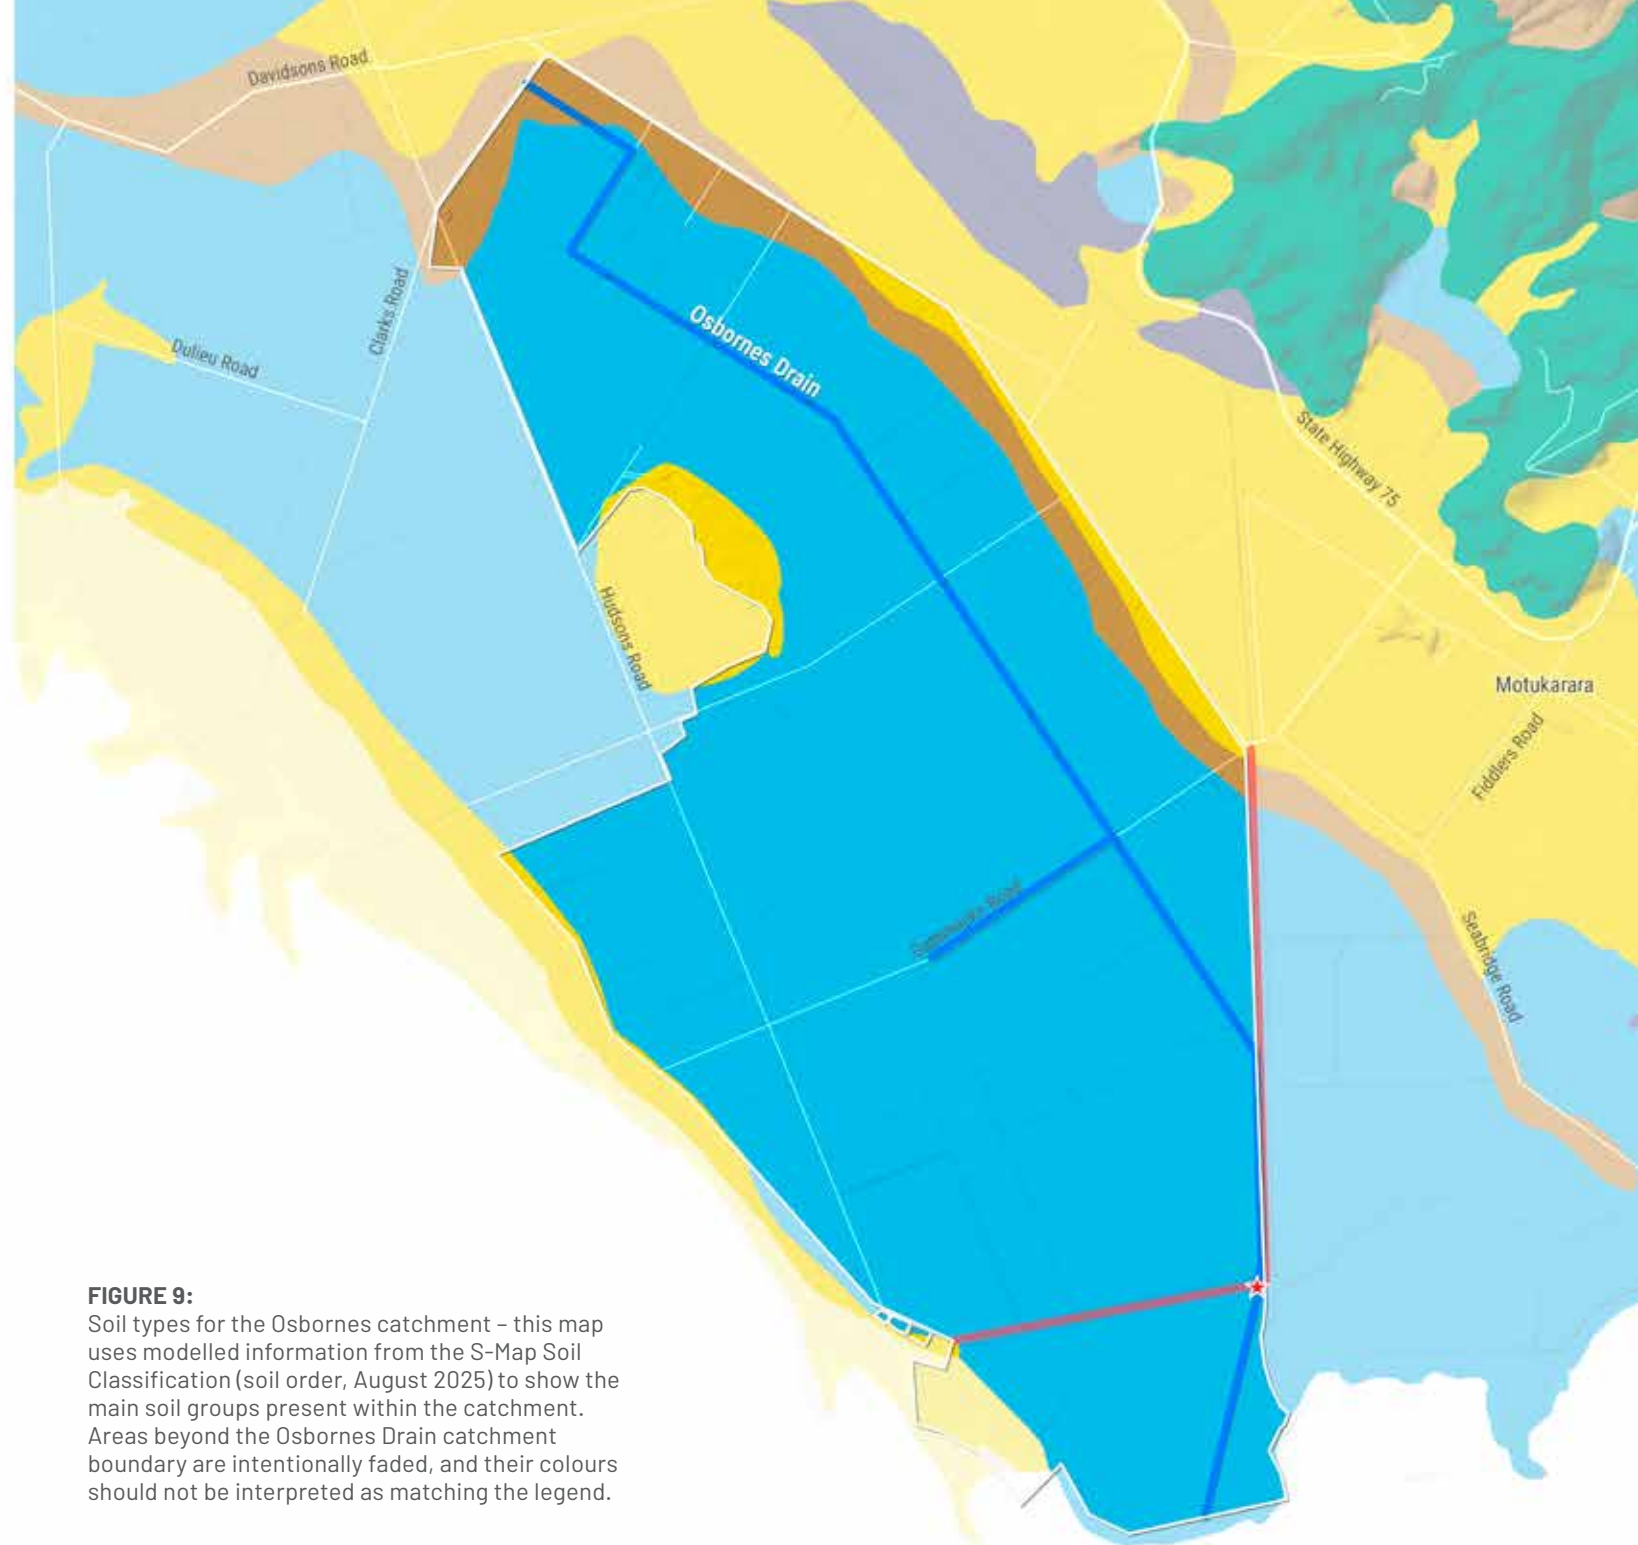 Davidsons Road
Clarks Road
Dulieu Road
Osbornes Drain
State Highway 75
Hudsons Road
Motukarara
Fiddlers Road
Road
Seabridge Road
FIGURE 9:
Soil types for the Osbornes catchment – this map
uses modelled information from the S-Map Soil
Classification (soil order, August 2025) to show the
main soil groups present within the catchment.
Areas beyond the Osbornes Drain catchment
boundary are intentionally faded, and their colours
should not be interpreted as matching the legend.